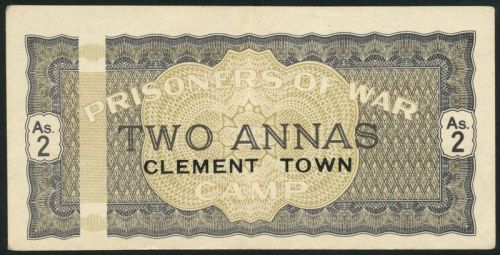 PRISONERS OF WAR
As. 2
TWO ANNAS
As. 2
CLEMENT TOWN
CAMP